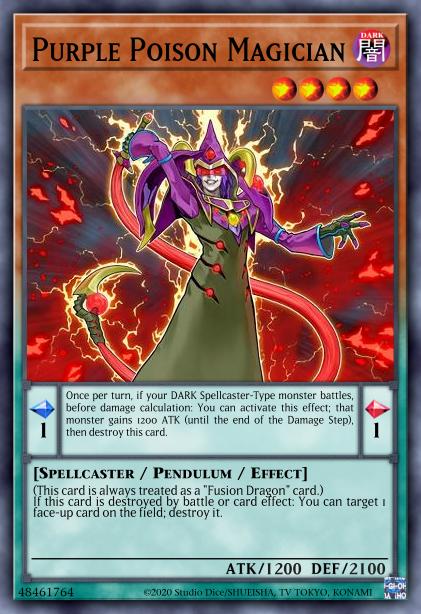 PURPLE POISON MAGICIAN
DARK
闇
Once per turn, if your DARK Spellcaster-Type monster battles,
before damage calculation: You can activate this effect; that
monster gains 1200 ATK (until the end of the Damage Step),
then destroy this card.
1
1
[SPELLCASTER / PENDULUM / EFFECT]
(This card is always treated as a "Fusion Dragon" card.)
If this card is destroyed by battle or card effect: You can target 1
face-up card on the field; destroy it.
ATK/1200 DEF/2100
48461764
©2020 Studio Dice/SHUEISHA, TV TOKYO, KONAMI